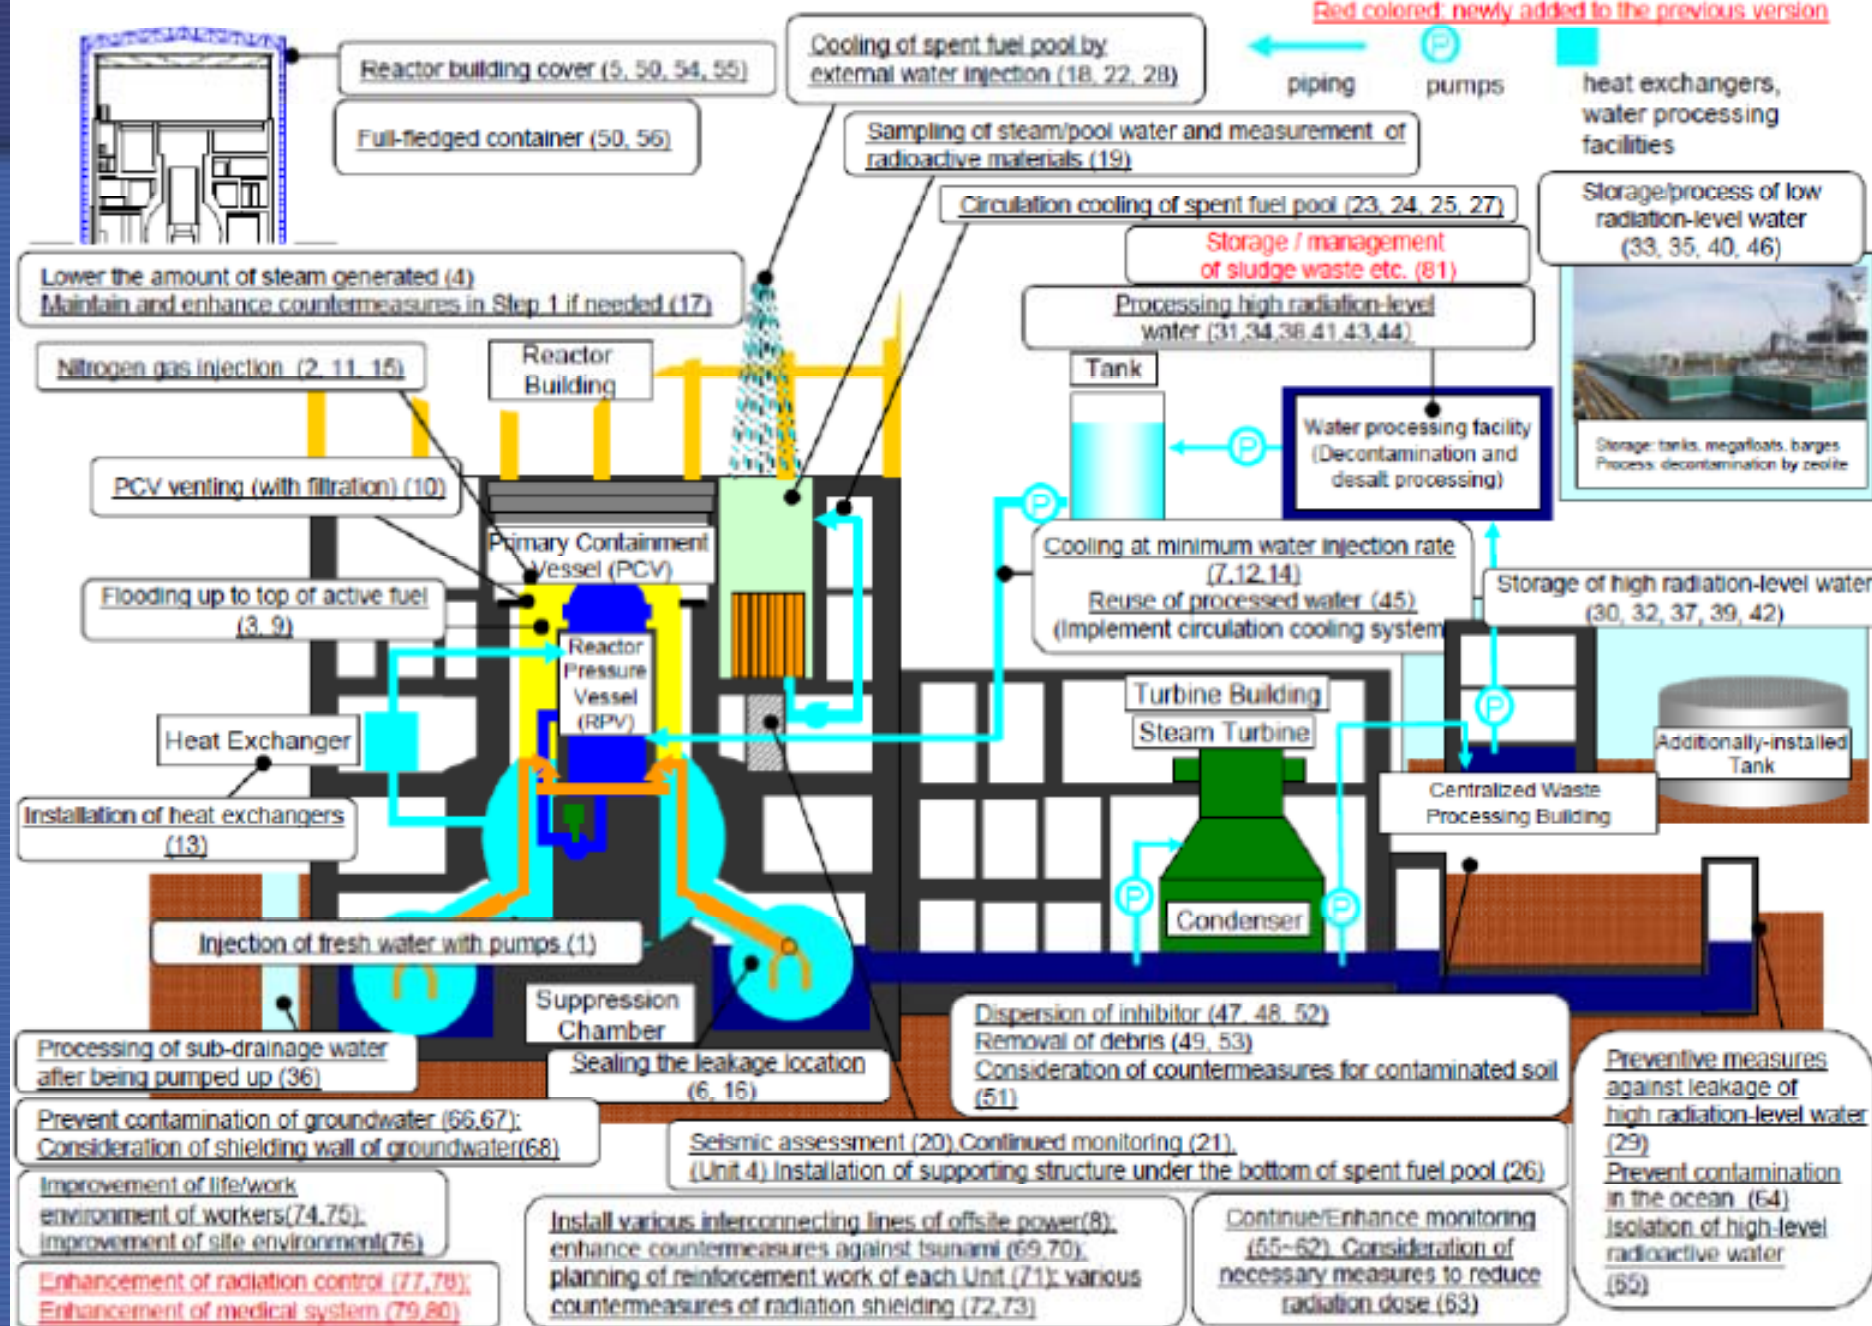 Red colored: newly added to the previous version
piping
pumps
heat exchangers,
water processing
facilities
Reactor building cover (5, 50, 54, 55)
Full-fledged container (50, 56)
Cooling of spent fuel pool by
external water injection (18, 22, 28)
Sampling of steam/pool water and measurement of
radioactive materials (19)
Circulation cooling of spent fuel pool (23, 24, 25, 27)
Storage / management
of sludge waste etc. (81)
Storage/process of low
radiation-level water
(33, 35, 40, 46)
Lower the amount of steam generated (4)
Maintain and enhance countermeasures in Step 1 if needed (17)
Processing high radiation-level
water (31,34,38,41,43,44)
Nitrogen gas injection (2, 11, 15)
Reactor
Building
Tank
Water processing facility
(Decontamination and
desalt processing)
Storage: tanks, megafloats, barges
Process: decontamination by zeolite
PCV venting (with filtration) (10)
P
P
Primary Containment
Vessel (PCV)
Cooling at minimum water injection rate
(7,12,14)
Reuse of processed water (45)
(Implement circulation cooling system
Storage of high radiation-level water
(30, 32, 37, 39, 42)
Flooding up to top of active fuel
(3, 9)
Reactor
Pressure
Vessel
(RPV)
Turbine Building
Steam Turbine
P
Heat Exchanger
Additionally-installed
Tank
Centralized Waste
Processing Building
Installation of heat exchangers
(13)
P
P
Condenser
Injection of fresh water with pumps (1)
Suppression
Chamber
Dispersion of inhibitor (47, 48, 52)
Removal of debris (49, 53)
Consideration of countermeasures for contaminated soil
(51)
Processing of sub-drainage water
after being pumped up (36)
Sealing the leakage location
(6, 16)
Preventive measures
against leakage of
high radiation-level water
(29)
Prevent contamination
in the ocean (64)
Isolation of high-level
radioactive water
(65)
Prevent contamination of groundwater (66,67);
Consideration of shielding wall of groundwater(68)
Seismic assessment (20),Continued monitoring (21),
(Unit 4) Installation of supporting structure under the bottom of spent fuel pool (26)
Improvement of life/work
environment of workers(74,75);
improvement of site environment(76)
Install various interconnecting lines of offsite power(8);
enhance countermeasures against tsunami (69,70);
planning of reinforcement work of each Unit (71); various
countermeasures of radiation shielding (72,73)
Continue/Enhance monitoring
(55~62) Consideration of
necessary measures to reduce
radiation dose (63)
Enhancement of radiation control (77,78);
Enhancement of medical system (79,80)